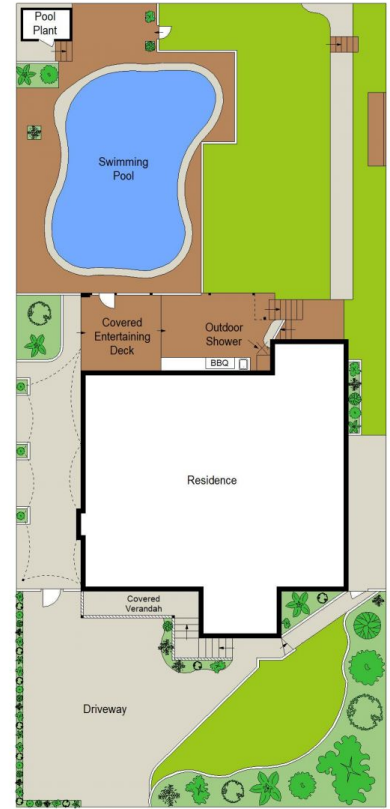 Pool
Plant
Swimming
Pool
Covered
Entertaining
Deck
Outdoor
Shower
BBQ
Residence
Covered
Verandah
Driveway